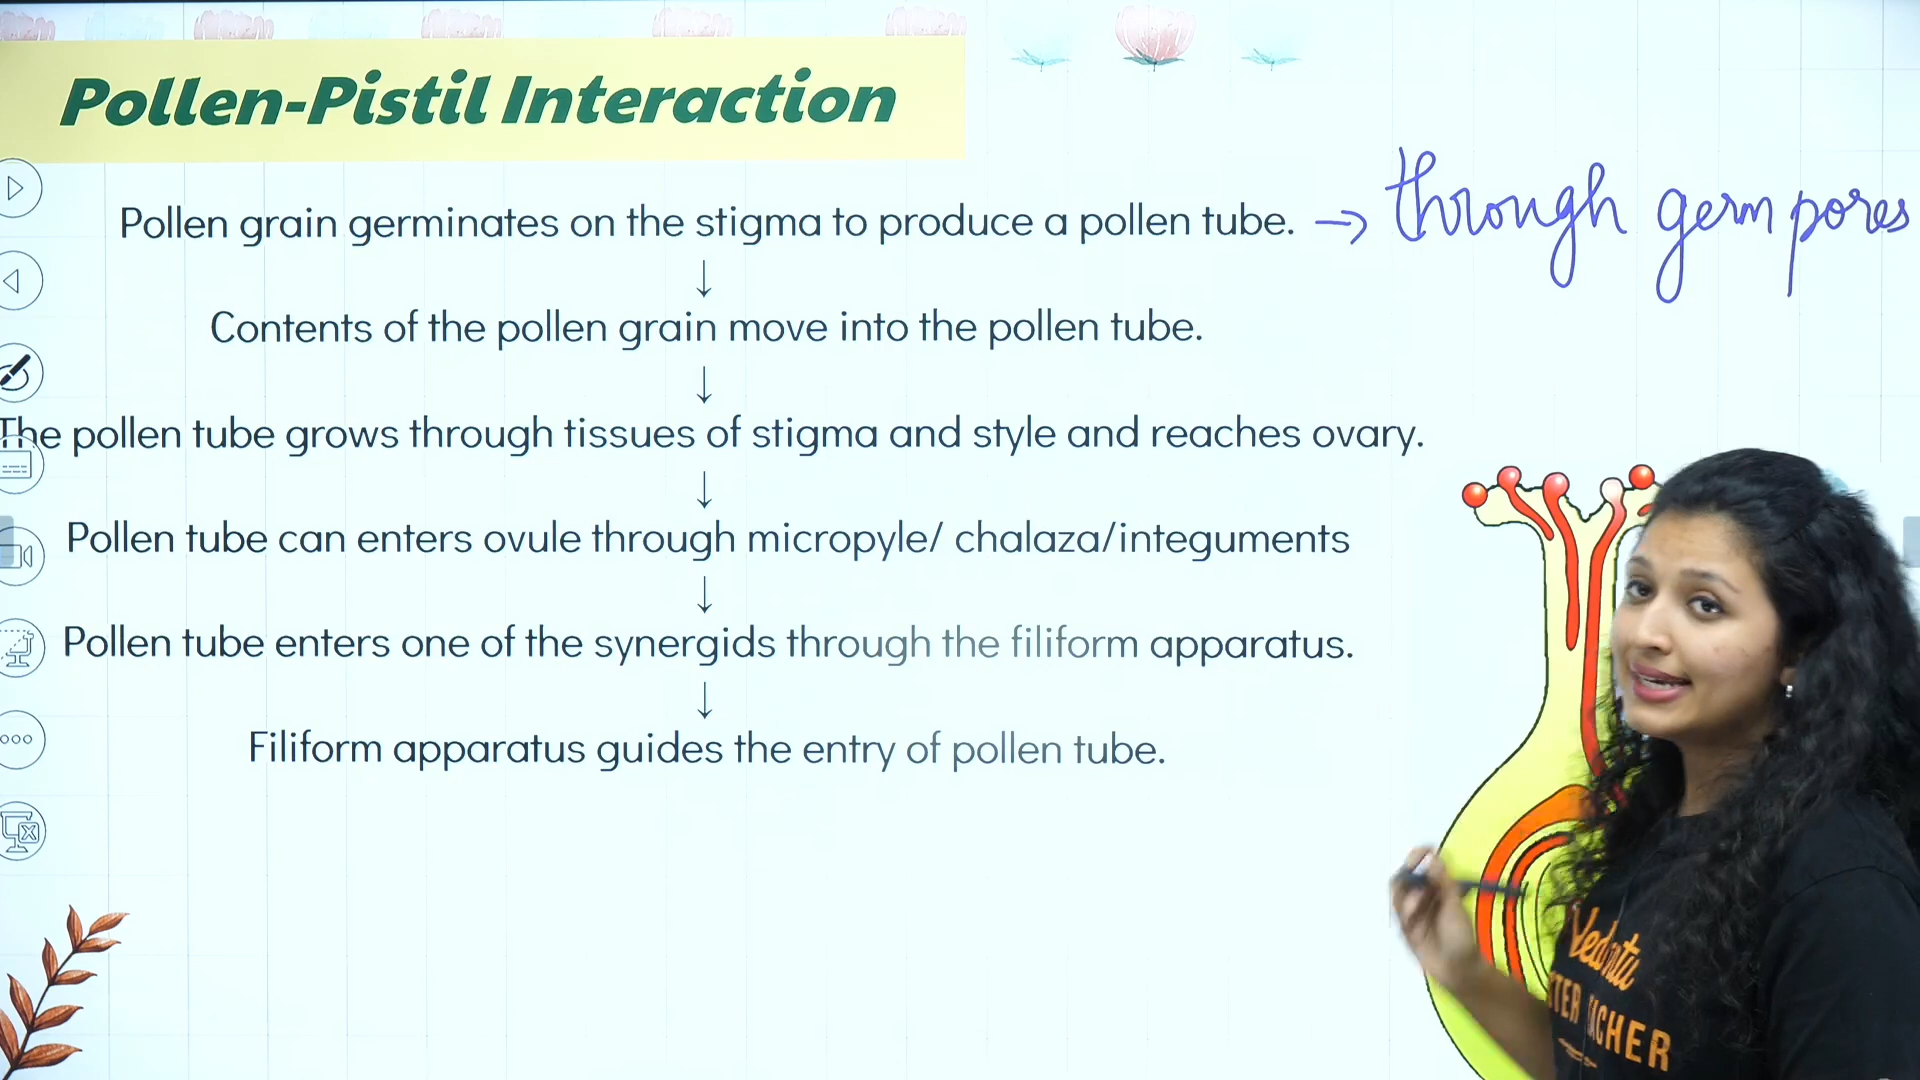 Pollen-Pistil Interaction
Pollen grain germinates on the stigma to produce a pollen tube. → through germ pores
↓
Contents of the pollen grain move into the pollen tube.
↓
The pollen tube grows through tissues of stigma and style and reaches ovary.
↓
Pollen tube can enters ovule through micropyle/ chalaza/integuments
↓
Pollen tube enters one of the synergids through the filiform apparatus.
↓
Filiform apparatus guides the entry of pollen tube.